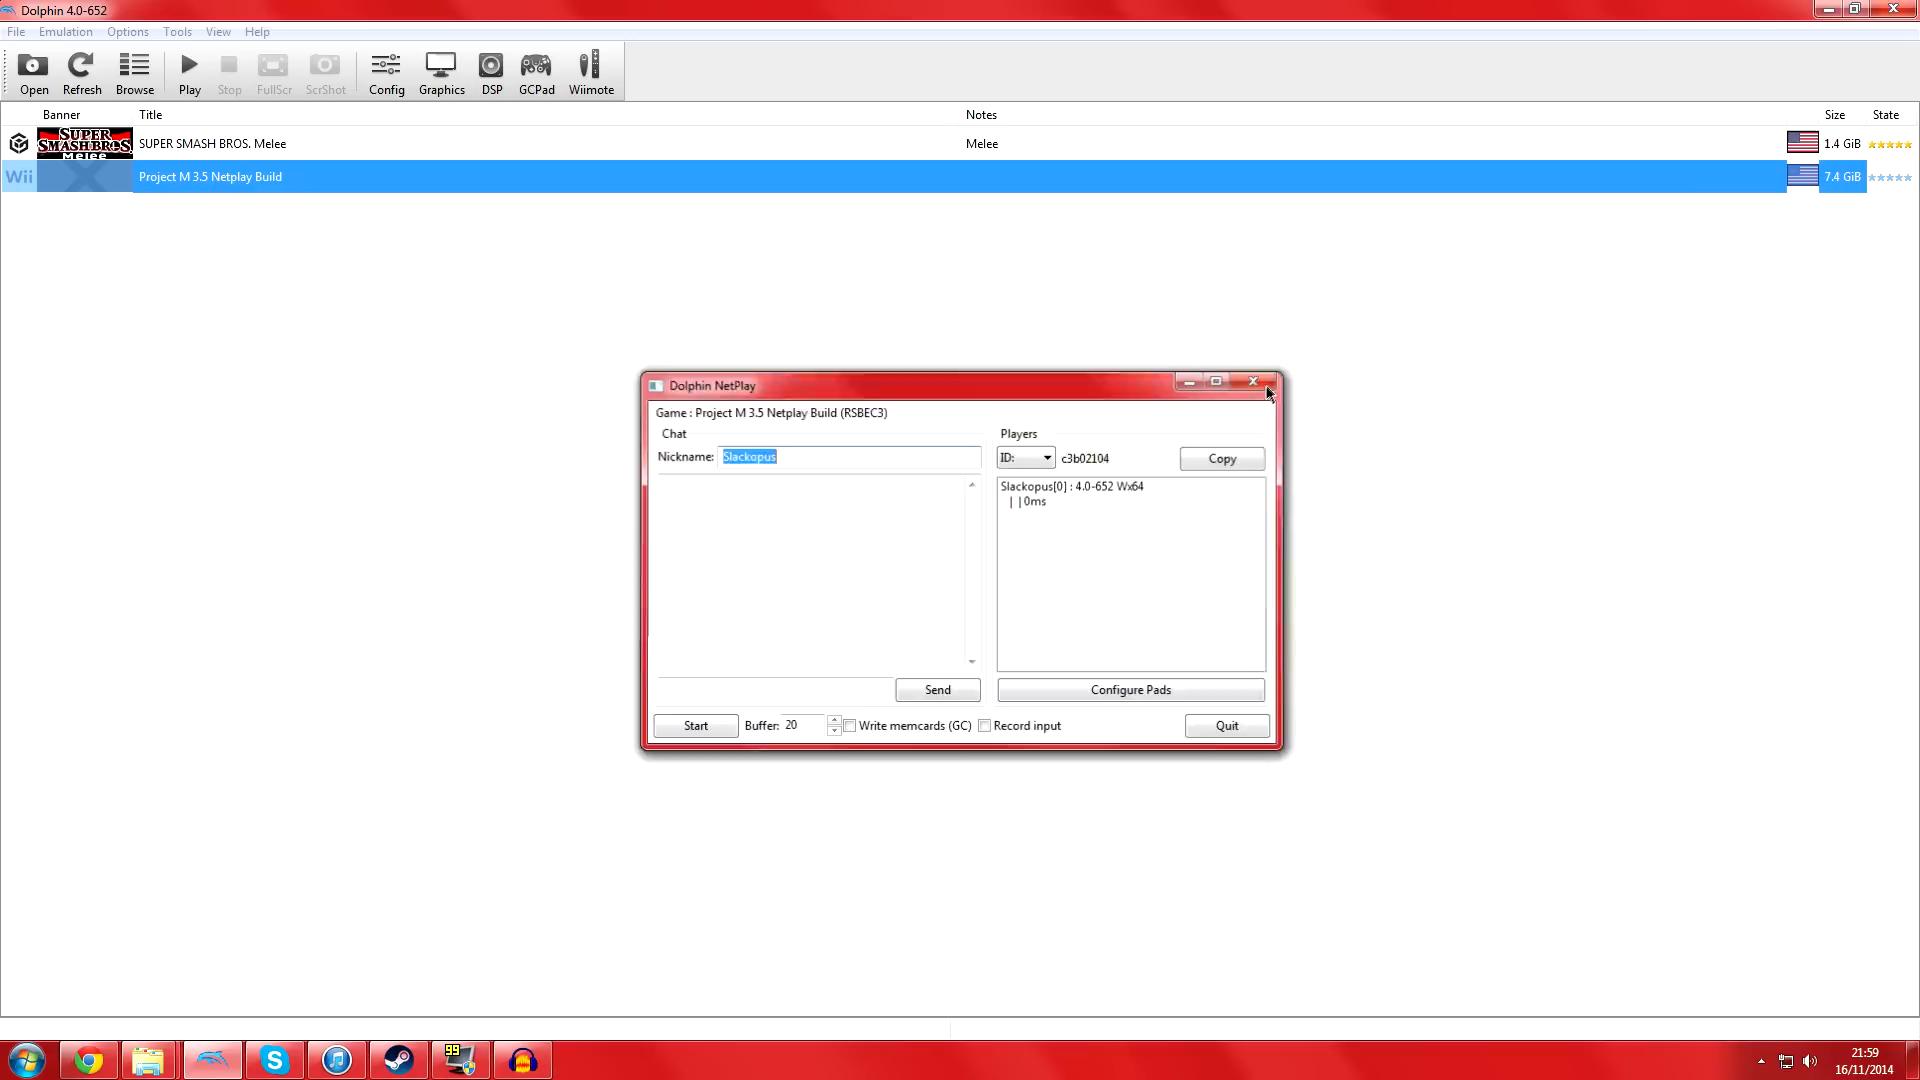 Dolphin 4.0-652
File Emulation Options Tools View Help
Open Refresh Browse Play Stop FullScr ScrShot Config Graphics DSP GCPad Wiimote
Banner Title Notes Size State
SUPER SMASH BROS. Melee SUPER SMASH BROS. Melee Melee 1.4 GiB
Wii Project M 3.5 Netplay Build 7.4 GiB
Dolphin NetPlay
Game : Project M 3.5 Netplay Build (RSBEC3)
Chat Players
Nickname: Slackopus ID: c3b02104 Copy
Slackopus[0] : 4.0-652 Wx64
| |0ms
Send Configure Pads
Start Buffer: 20 Write memcards (GC) Record input Quit
99
21:59
16/11/2014